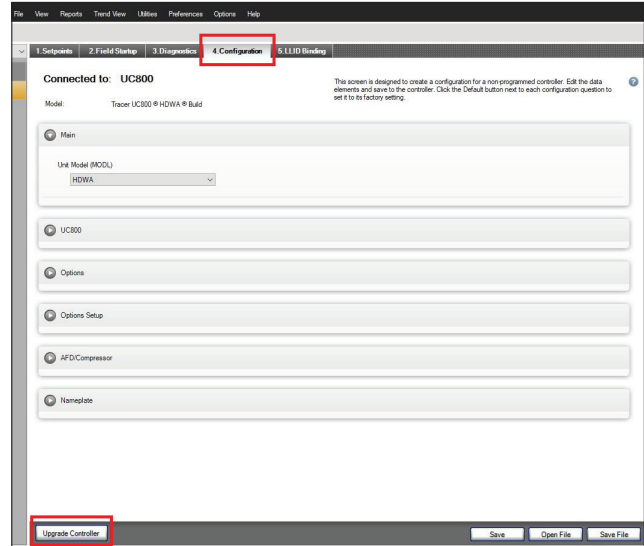 File View Reports Trend View Utilities Preferences Options Help
1.Setpoints 2.Field Startup 3.Diagnostics 4.Configuration 5.LLID Binding
Connected to: UC800
This screen is designed to create a configuration for a non-programmed controller. Edit the data
elements and save to the controller. Click the Default button next to each configuration question to
set it to its factory setting.
Model: Tracer UC800 ® HDWA ® Build
Main
Unit Model (MODL)
HDWA
UC800
Options
Options Setup
AFD/Compressor
Nameplate
Upgrade Controller Save Open File Save File